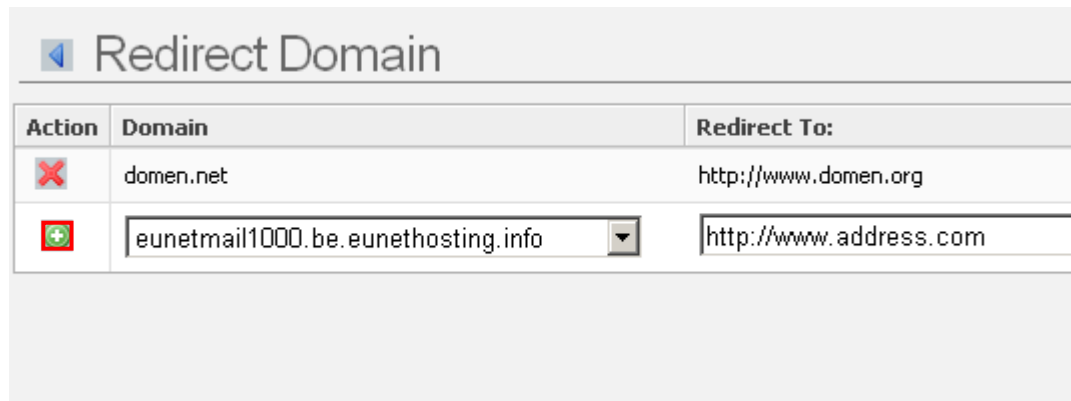 Redirect Domain
Action Domain Redirect To:
domen.net http://www.domen.org
eunetmail1000.be.eunethosting.info http://www.address.com